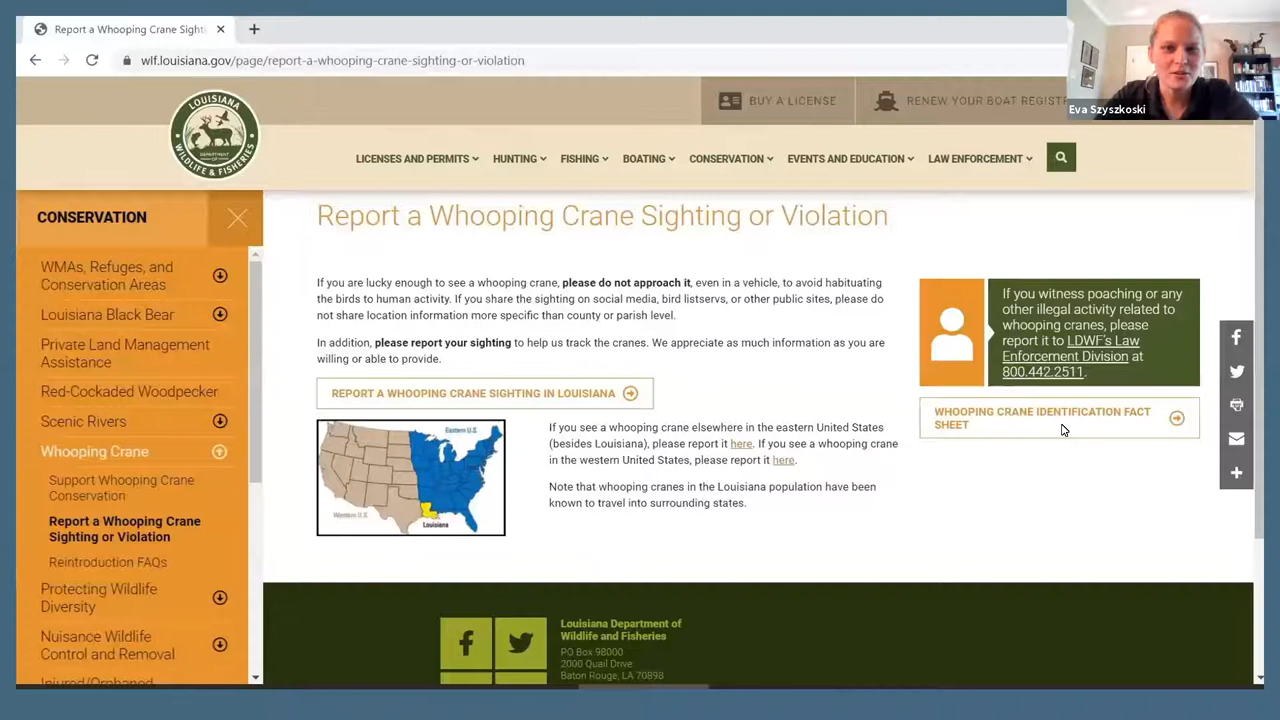 Report a Whooping Crane Sighti
wlf.louisiana.gov/page/report-a-whooping-crane-sighting-or-violation
Eva Szyszkoski
BUY A LICENSE
RENEW YOUR BOAT REGISTR
LOUISIANA
DEPARTMENT
OF
WILDLIFE & FISHERIES
LICENSES AND PERMITS
HUNTING
FISHING
BOATING
CONSERVATION
EVENTS AND EDUCATION
LAW ENFORCEMENT
CONSERVATION
WMAs, Refuges, and
Conservation Areas
Louisiana Black Bear
Private Land Management
Assistance
Red-Cockaded Woodpecker
Scenic Rivers
Whooping Crane
Support Whooping Crane
Conservation
Report a Whooping Crane
Sighting or Violation
Reintroduction FAQs
Protecting Wildlife
Diversity
Nuisance Wildlife
Control and Removal
Injured/Orphaned
Report a Whooping Crane Sighting or Violation
If you are lucky enough to see a whooping crane, please do not approach it, even in a vehicle, to avoid habituating
the birds to human activity. If you share the sighting on social media, bird listservs, or other public sites, please do
not share location information more specific than county or parish level.
In addition, please report your sighting to help us track the cranes. We appreciate as much information as you are
willing or able to provide.
REPORT A WHOOPING CRANE SIGHTING IN LOUISIANA
Eastern U.S.
Western U.S.
Louisiana
If you see a whooping crane elsewhere in the eastern United States
(besides Louisiana), please report it here. If you see a whooping crane
in the western United States, please report it here.
Note that whooping cranes in the Louisiana population have been
known to travel into surrounding states.
If you witness poaching or any
other illegal activity related to
whooping cranes, please
report it to LDWF's Law
Enforcement Division at
800.442.2511.
WHOOPING CRANE IDENTIFICATION FACT
SHEET
Louisiana Department of
Wildlife and Fisheries
PO Box 98000
2000 Quail Drive
Baton Rouge, LA 70898